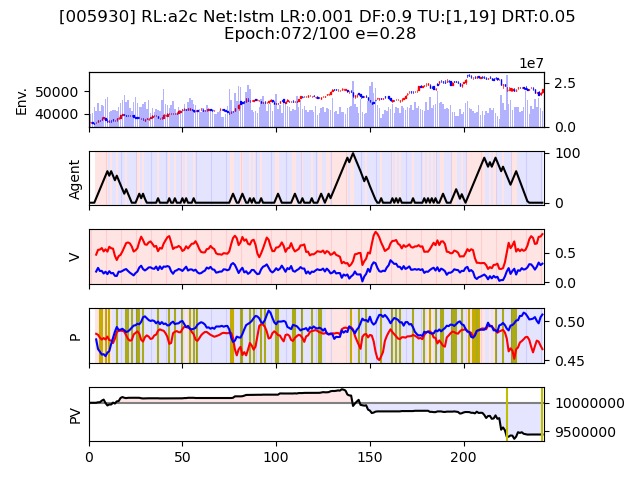 [005930] RL:a2c Net:lstm LR:0.001 DF:0.9 TU:[1,19] DRT:0.05
Epoch:072/100 e=0.28
1e7
Env.
50000
40000
2.5
0.0
Agent
100
0
V
0.5
0.0
P
0.50
0.45
PV
10000000
9500000
0
50
100
150
200